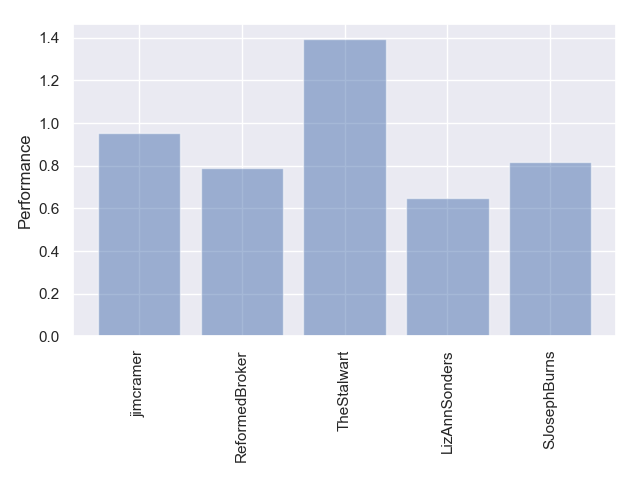 1.4
1.2
1.0
0.8
0.6
0.4
0.2
0.0
Performance
jimcramer
ReformedBroker
TheStalwart
LizAnnSonders
SJosephBurns